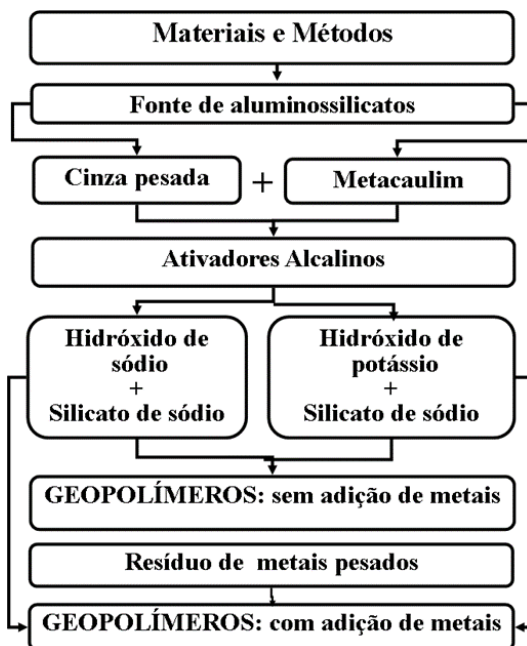 Materiais e Métodos
Fonte de aluminossilicatos
Cinza pesada + Metacaulim
Ativadores Alcalinos
Hidróxido de
sódio
+
Silicato de sódio
Hidróxido de
potássio
+
Silicato de sódio
GEOPOLÍMEROS: sem adição de metais
Resíduo de metais pesados
GEOPOLÍMEROS: com adição de metais